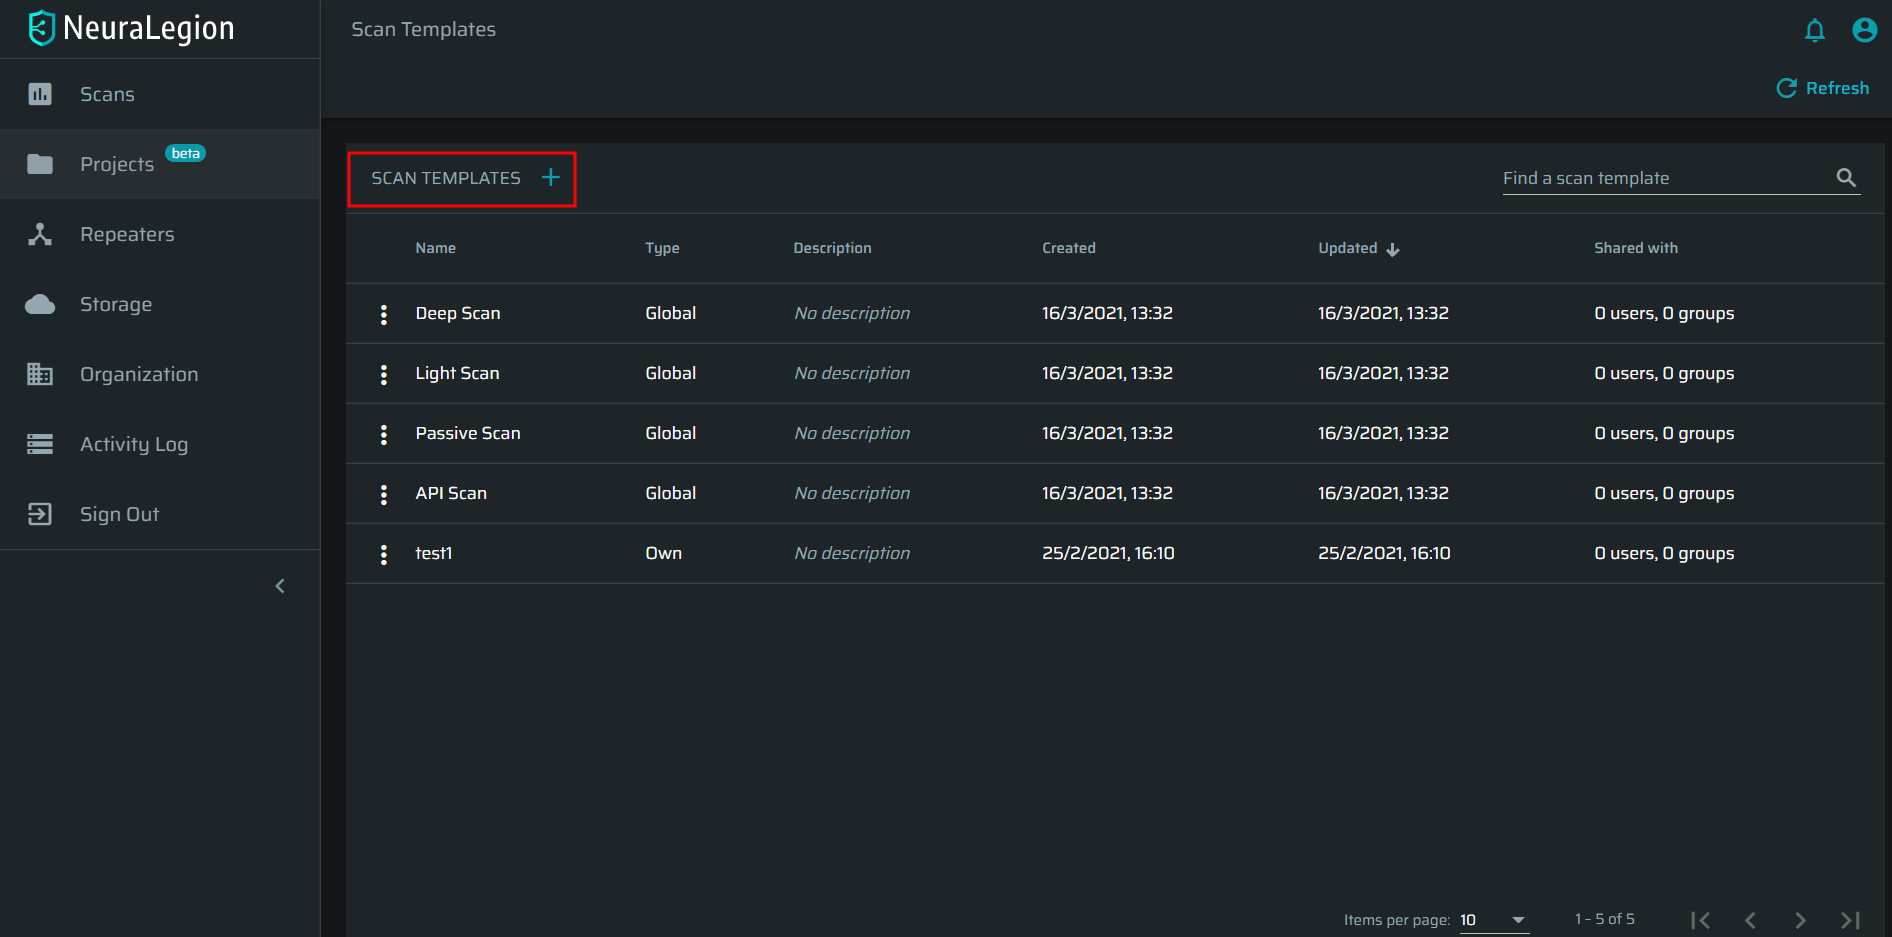 NeuraLegion
Scans
Projects beta
Repeaters
Storage
Organization
Activity Log
Sign Out
Scan Templates
Refresh
SCAN TEMPLATES +
Find a scan template
Name Type Description Created Updated Shared with
Deep Scan Global No description 16/3/2021, 13:32 16/3/2021, 13:32 0 users, 0 groups
Light Scan Global No description 16/3/2021, 13:32 16/3/2021, 13:32 0 users, 0 groups
Passive Scan Global No description 16/3/2021, 13:32 16/3/2021, 13:32 0 users, 0 groups
API Scan Global No description 16/3/2021, 13:32 16/3/2021, 13:32 0 users, 0 groups
test1 Own No description 25/2/2021, 16:10 25/2/2021, 16:10 0 users, 0 groups
Items per page: 10 1 – 5 of 5